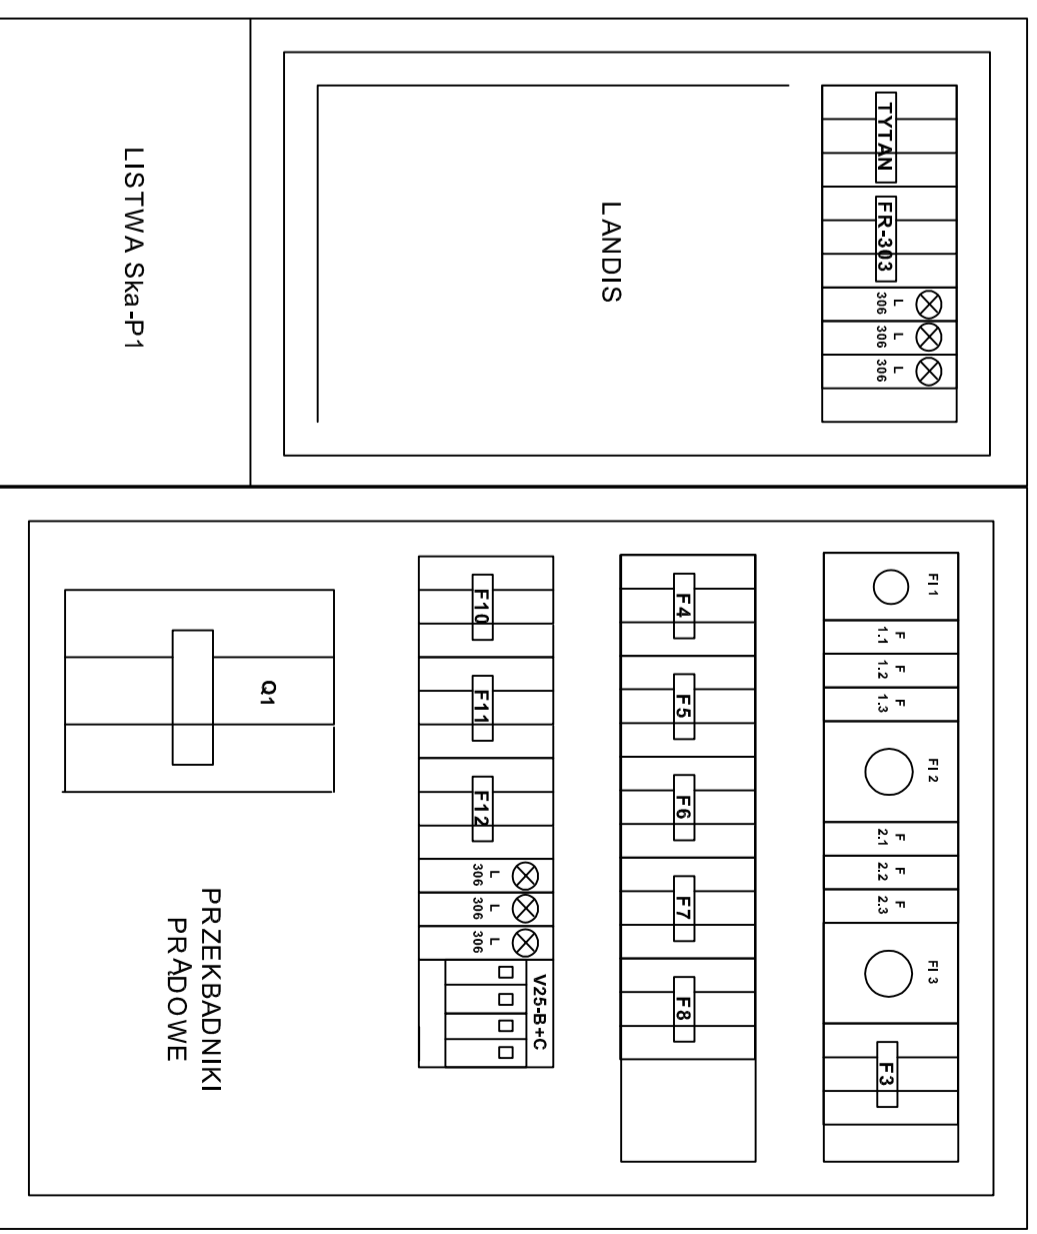 TYTAN
FR-303
L
306
L
306
L
306
LANDIS
LISTWA Ska-P1
FI 1
F
1.1
F
1.2
F
1.3
FI 2
F
2.1
F
2.2
F
2.3
FI 3
F3
F4
F5
F6
F7
F8
F10
F11
F12
L
306
L
306
L
306
V25-B+C
Q1
PRZEKBADNIKI
PRĄDOWE